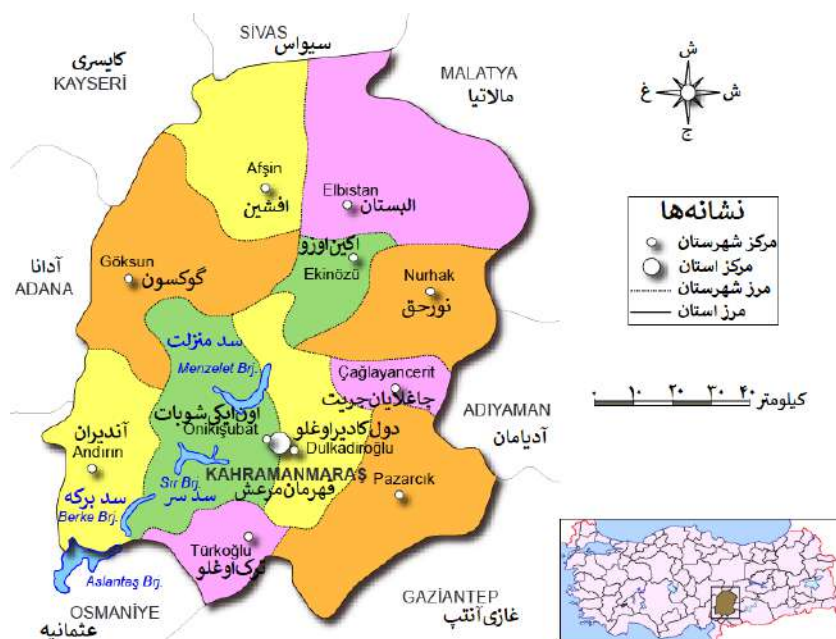 SİVAS
سیواس
کایسری
KAYSERİ
MALATYA
مالاتیا
ش
غ
ش
ج
Afşin
افشین
Elbistan
البستان
نشانه‌ها
مرکز شهرستان
مرکز استان
مرز شهرستان
مرز استان
اکین‌اوزو
Ekinözü
آدانا
ADANA
Göksun
گوکسون
Nurhak
نورحق
سد منزلت
Menzelet Brj.
Çağlayancerit
چاغلایان‌جریت
۰ ۱۰ ۲۰ ۳۰ ۴۰ کیلومتر
ADIYAMAN
آدیامان
اون‌ایکی‌شوبات
Onikişubat
دول‌کادیراوغلو
Dulkadiroğlu
آندیران
Andırın
KAHRAMANMARAŞ
قهرمان‌مرعش
Sır Brj.
سد سر
Pazarcık
سد برکه
Berke Brj.
Türkoğlu
ترک‌اوغلو
Aslantaş Brj.
OSMANİYE
عثمانیه
GAZİANTEP
غازی‌آنتپ